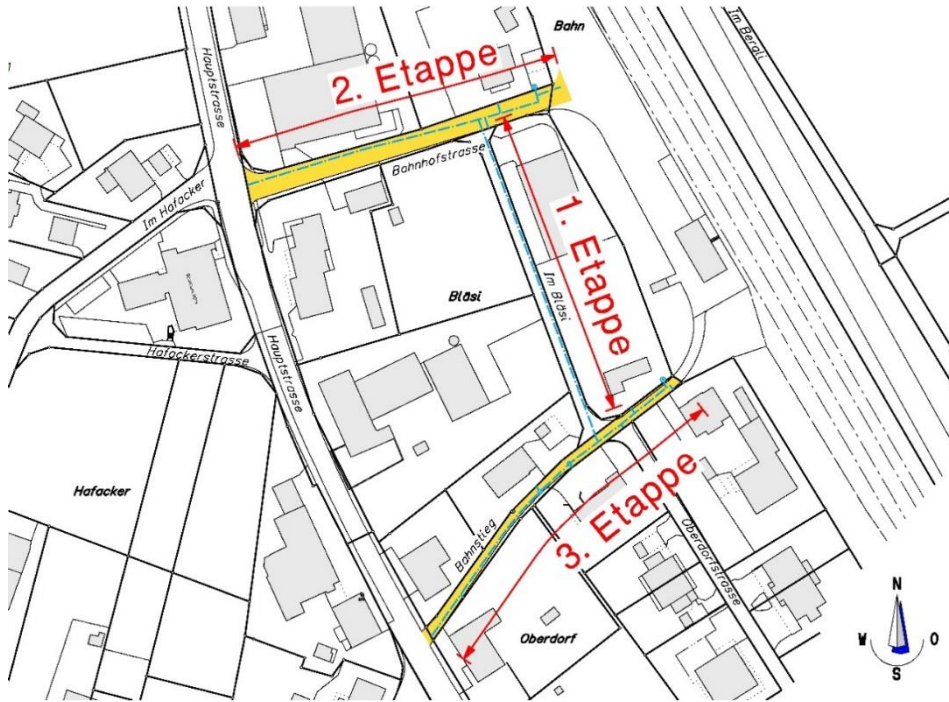 Hauptstrasse
Bahn
Im Bergli
2. Etappe
Bahnhofstrasse
Im Hafacker
1. Etappe
Im Bläsi
Bläsi
Hafackerstrasse
Hauptstrasse
Hafacker
Bahnstieg
3. Etappe
Oberdorfstrasse
Oberdorf
N
W
O
S